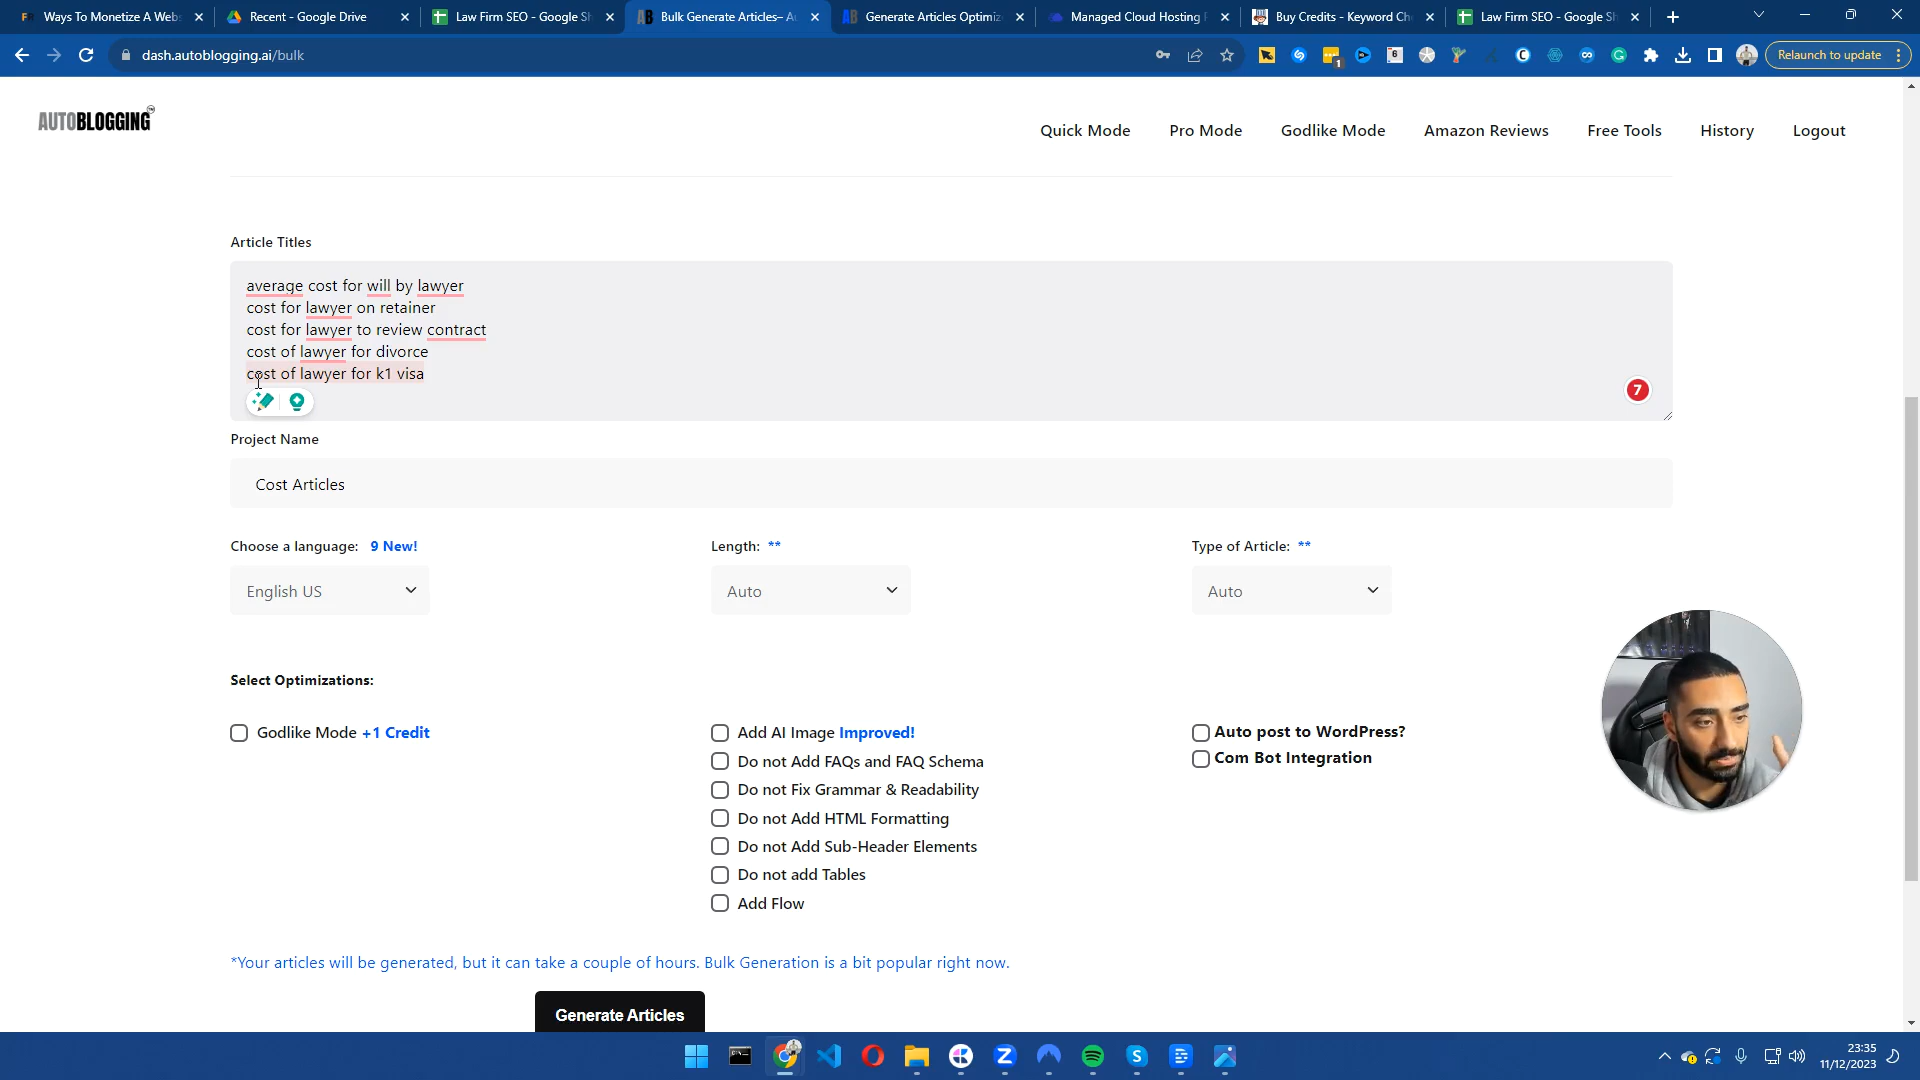 Ways To Monetize A Web
Recent - Google Drive
Law Firm SEO - Google Sh
Bulk Generate Articles– A
Generate Articles Optimiz
Managed Cloud Hosting P
Buy Credits - Keyword Ch
Law Firm SEO - Google Sh
dash.autoblogging.ai/bulk
Relaunch to update
AUTOBLOGGING
Quick Mode
Pro Mode
Godlike Mode
Amazon Reviews
Free Tools
History
Logout
Article Titles
average cost for will by lawyer
cost for lawyer on retainer
cost for lawyer to review contract
cost of lawyer for divorce
cost of lawyer for k1 visa
7
Project Name
Cost Articles
Choose a language: 9 New!
Length: **
Type of Article: **
English US
Auto
Auto
Select Optimizations:
Godlike Mode +1 Credit
Add AI Image Improved!
Do not Add FAQs and FAQ Schema
Do not Fix Grammar & Readability
Do not Add HTML Formatting
Do not Add Sub-Header Elements
Do not add Tables
Add Flow
Auto post to WordPress?
Com Bot Integration
*Your articles will be generated, but it can take a couple of hours. Bulk Generation is a bit popular right now.
Generate Articles
23:35
11/12/2023